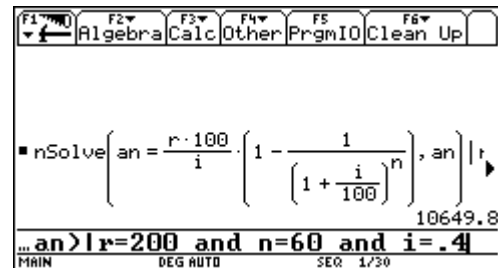 F1 F2 F3 F4 F5 F6
Algebra Calc Other PrgmIO Clean Up
■ nSolve(an = r·100/i · (1 - 1/(1 + i/100)^n), an) | r ▶
10649.8
…an)|r=200 and n=60 and i=.4
MAIN DEG AUTO SEQ 1/30